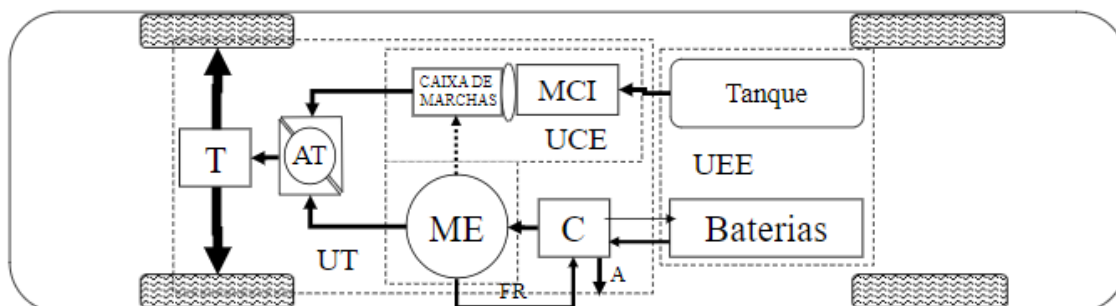 CAIXA DE
MARCHAS
MCI
Tanque
UCE
T
AT
UEE
ME
C
Baterias
UT
A
FR